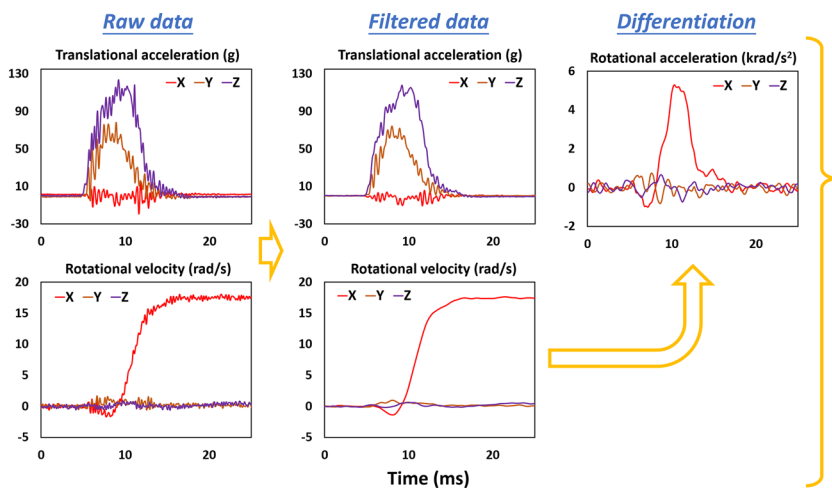 Raw data
Filtered data
Differentiation
Translational acceleration (g)
130
90
50
10
-30
X Y Z
0 10 20
Translational acceleration (g)
130
90
50
10
-30
X Y Z
0 10 20
Rotational acceleration (krad/s²)
6
4
2
0
-2
X Y Z
0 10 20
Rotational velocity (rad/s)
20
15
10
5
0
-5
X Y Z
0 10 20
Rotational velocity (rad/s)
20
15
10
5
0
-5
X Y Z
0 10 20
Time (ms)